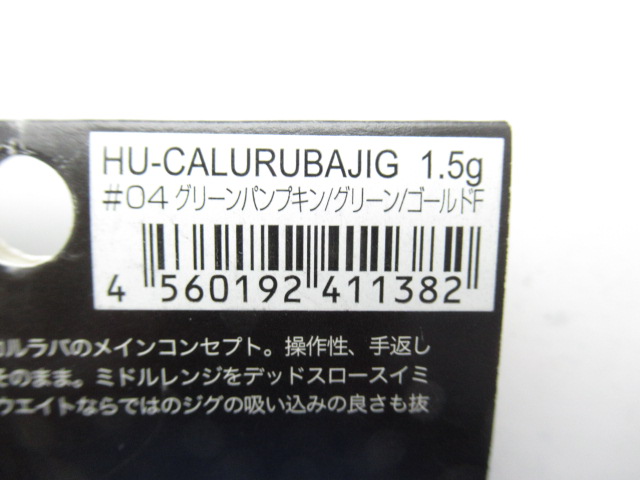 HU-CALURUBAJIG 1.5g
#04グリーンパンプキン/グリーン/ゴールドF
4 560192 411382
ルラバのメインコンセプト。操作性、手返し
そのまま。ミドルレンジをデッドスロースイミ
ウエイトならではのジグの吸い込みの良さも抜